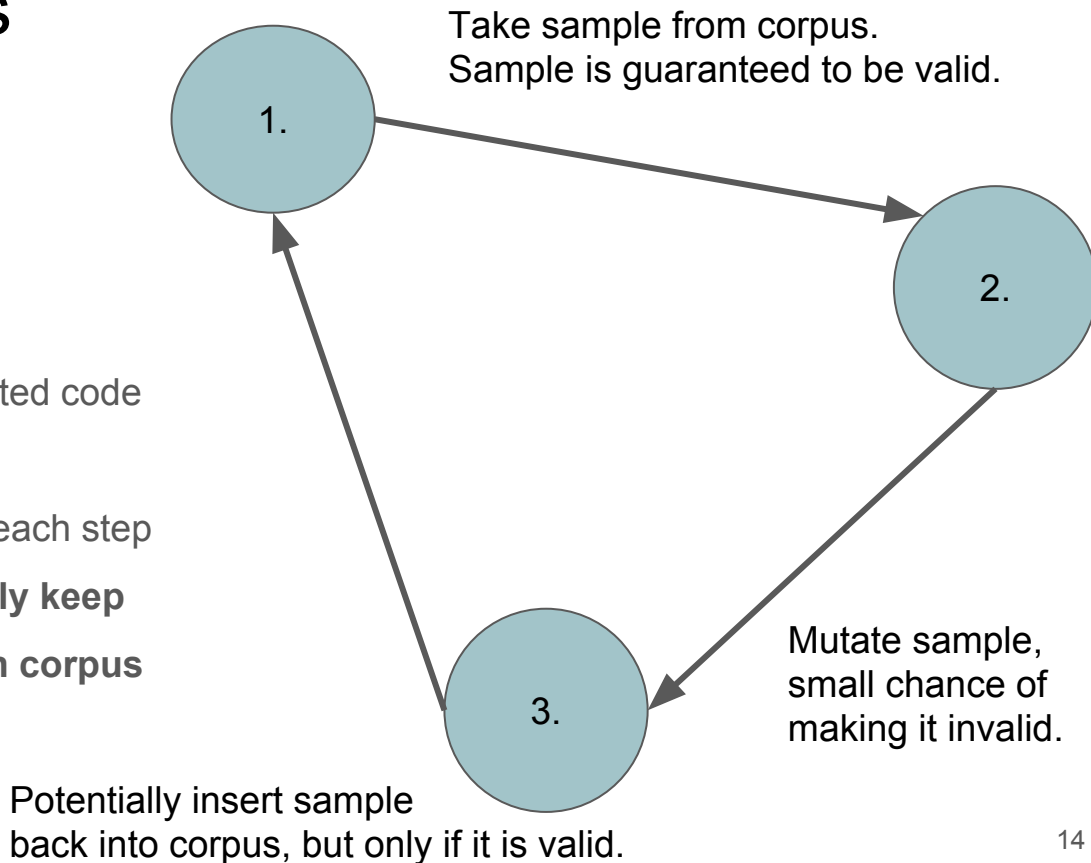 s
Take sample from corpus.
Sample is guaranteed to be valid.
1.
2.
ted code
each step
ly keep
n corpus
Mutate sample,
small chance of
making it invalid.
3.
Potentially insert sample
back into corpus, but only if it is valid.
14